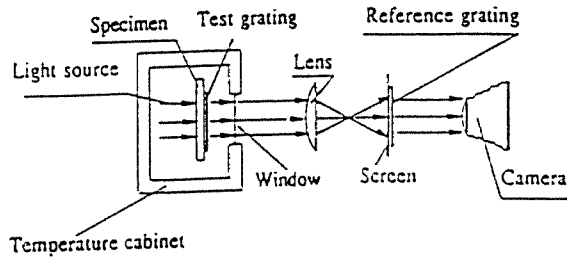 Specimen
Test grating
Reference grating
Light source
Lens
Window
Screen
Camera
Temperature cabinet